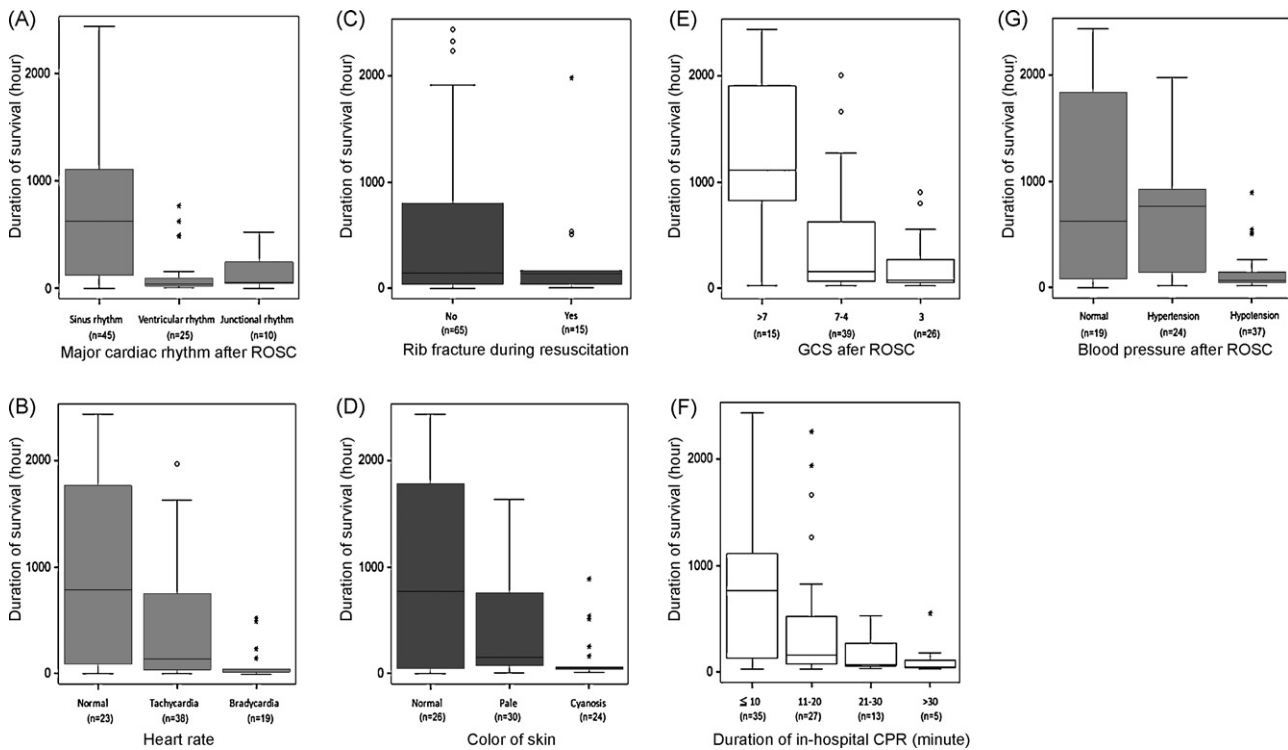 (A)
Duration of survival (hour)
2000
1000
0
Sinus rhythm Ventricular rhythm Junctional rhythm
(n=45) (n=25) (n=10)
Major cardiac rhythm after ROSC
(C)
Duration of survival (hour)
2000
1000
0
No Yes
(n=65) (n=15)
Rib fracture during resuscitation
(E)
Duration of survival (hour)
2000
1000
0
>7 7-4 3
(n=15) (n=39) (n=26)
GCS afer ROSC
(G)
Duration of survival (hour)
2000
1000
0
Normal Hypertension Hypotension
(n=19) (n=24) (n=37)
Blood pressure after ROSC
(B)
Duration of survival (hour)
2000
1000
0
Normal Tachycardia Bradycardia
(n=23) (n=38) (n=19)
Heart rate
(D)
Duration of survival (hour)
2000
1000
0
Normal Pale Cyanosis
(n=26) (n=30) (n=24)
Color of skin
(F)
Duration of survival (hour)
2000
1000
0
≦ 10 11-20 21-30 >30
(n=35) (n=27) (n=13) (n=5)
Duration of in-hospital CPR (minute)